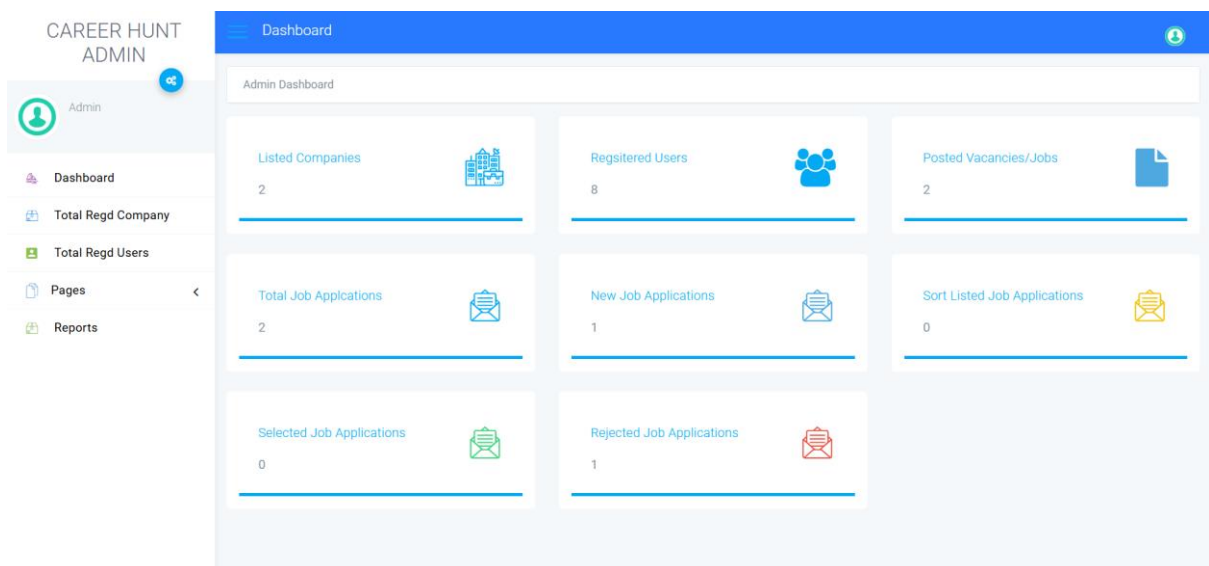 CAREER HUNT
ADMIN
Admin
Dashboard
Total Regd Company
Total Regd Users
Pages
Reports
Dashboard
Admin Dashboard
Listed Companies
2
Regsitered Users
8
Posted Vacancies/Jobs
2
Total Job Applcations
2
New Job Applications
1
Sort Listed Job Applications
0
Selected Job Applications
0
Rejected Job Applications
1